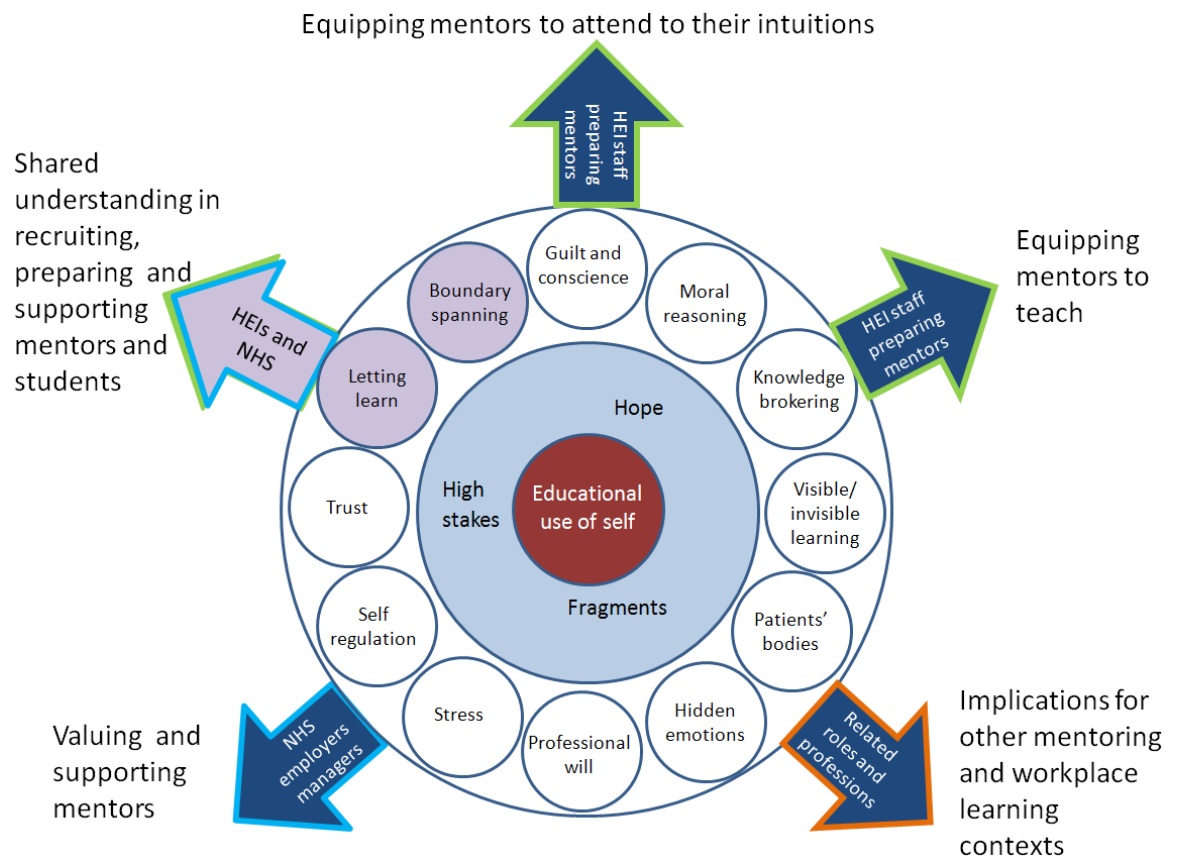 Equipping mentors to attend to their intuitions
HEI staff
preparing
mentors
Shared
understanding in
recruiting,
preparing and
supporting
mentors and
students
HEIs and
NHS
Equipping
mentors to
teach
HEI staff
preparing
mentors
Guilt and
conscience
Boundary
spanning
Moral
reasoning
Letting
learn
Knowledge
brokering
Hope
Trust
High
stakes
Educational
use of self
Visible/
invisible
learning
Fragments
Self
regulation
Patients’
bodies
Stress
Professional
will
Hidden
emotions
Valuing and
supporting
mentors
NHS
employers
managers
Related
roles and
professions
Implications for
other mentoring
and workplace
learning
contexts